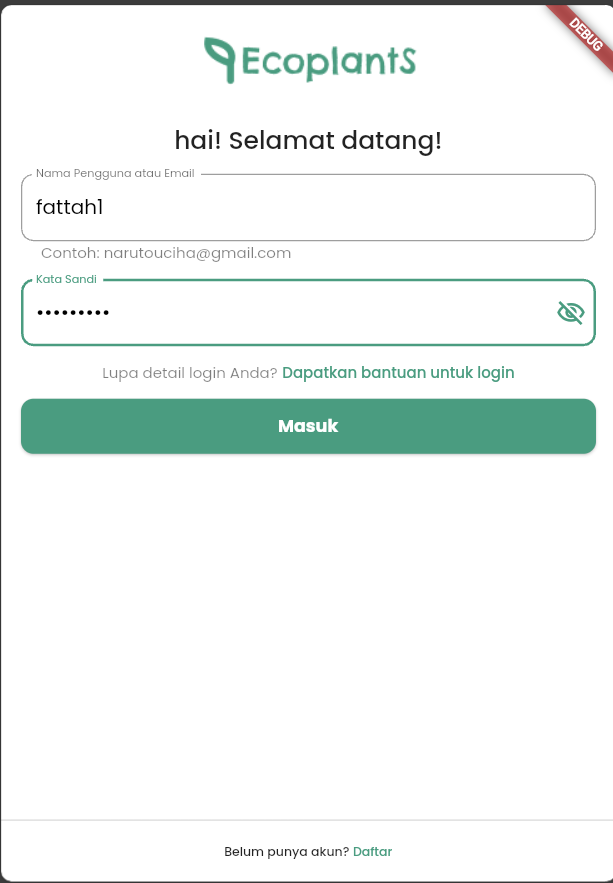 DEBUG
EcoplantS
hai! Selamat datang!
Nama Pengguna atau Email
fattah1
Contoh: narutouciha@gmail.com
Kata Sandi
•••••••••
Lupa detail login Anda? Dapatkan bantuan untuk login
Masuk
Belum punya akun? Daftar